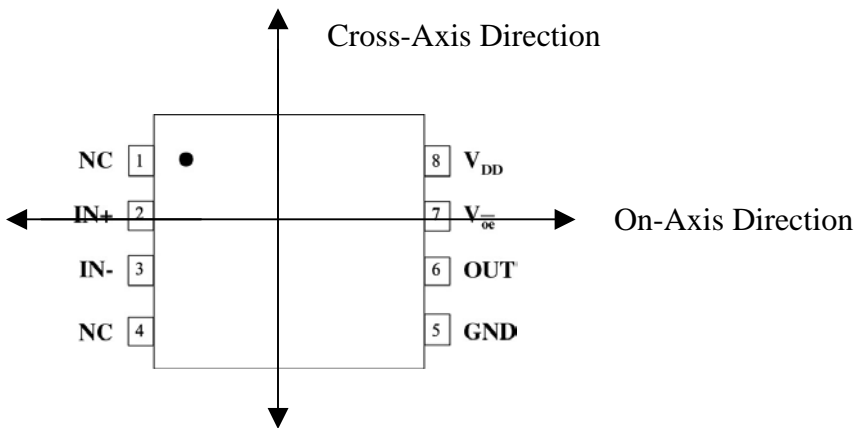 Cross-Axis Direction
NC 1 8 VDD
IN+ 2 7 Voe On-Axis Direction
IN- 3 6 OUT
NC 4 5 GND